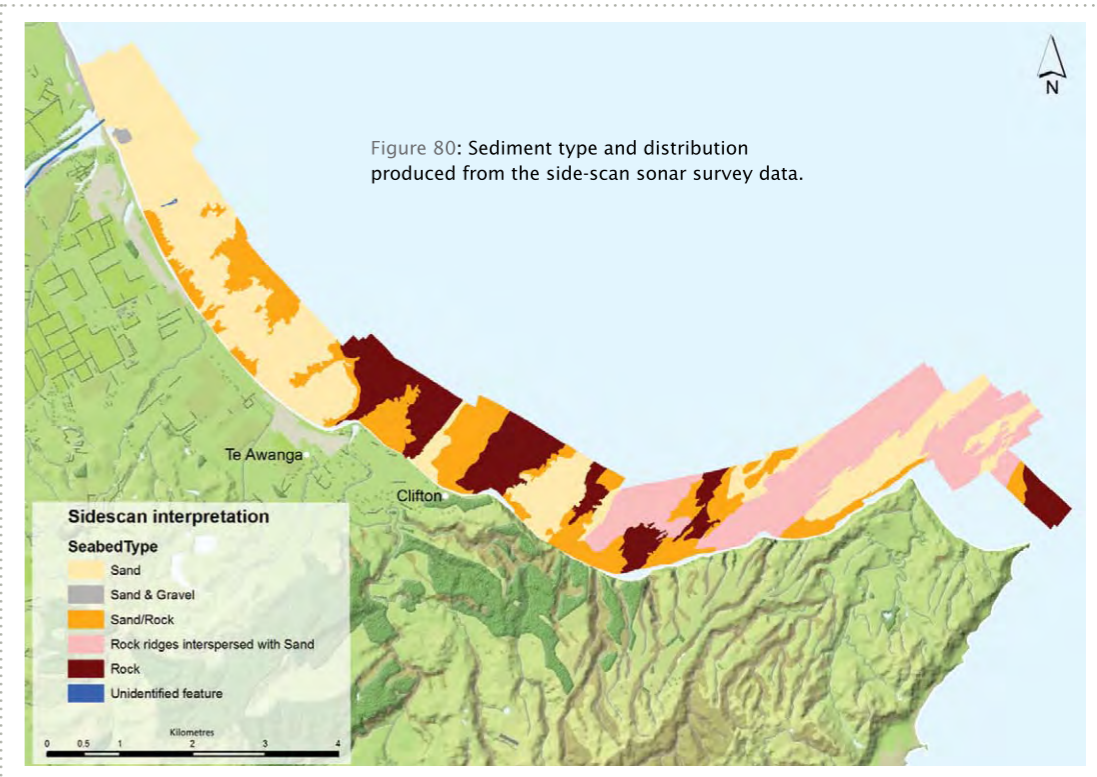 N
Figure 80: Sediment type and distribution
produced from the side-scan sonar survey data.
Te Awanga
Clifton
Sidescan interpretation
SeabedType
Sand
Sand & Gravel
Sand/Rock
Rock ridges interspersed with Sand
Rock
Unidentified feature
Kilometres
0 0.5 1 2 3 4